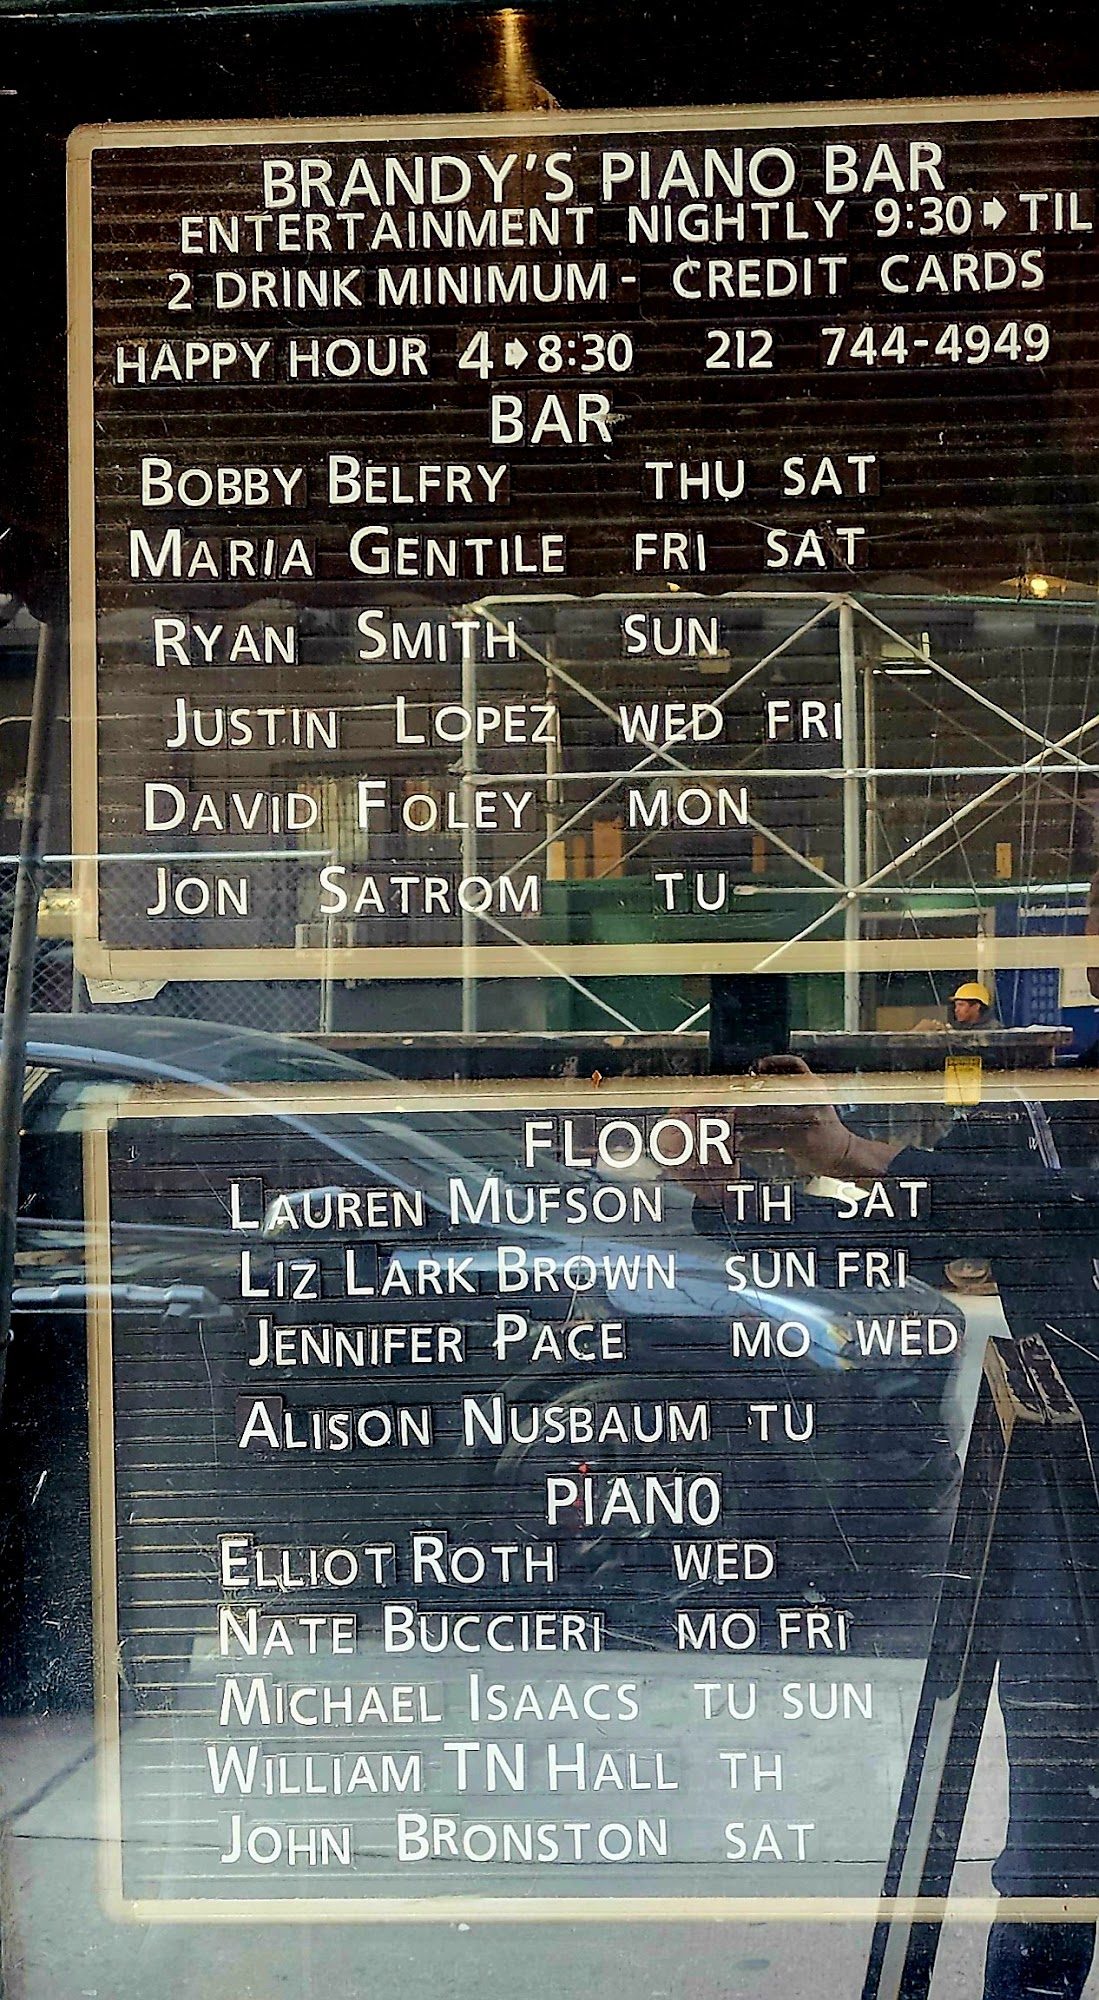 BRANDY'S PIANO BAR
ENTERTAINMENT NIGHTLY 9:30➧TIL
2 DRINK MINIMUM - CREDIT CARDS
HAPPY HOUR 4➧8:30 212 744-4949
BAR
BOBBY BELFRY THU SAT
MARIA GENTILE FRI SAT
RYAN SMITH SUN
JUSTIN LOPEZ WED FRI
DAVID FOLEY MON
JON SATROM TU
FLOOR
LAUREN MUFSON TH SAT
LIZ LARK BROWN SUN FRI
JENNIFER PACE MO WED
ALISON NUSBAUM TU
PIANO
ELLIOT ROTH WED
NATE BUCCIERI MO FRI
MICHAEL ISAACS TU SUN
WILLIAM TN HALL TH
JOHN BRONSTON SAT